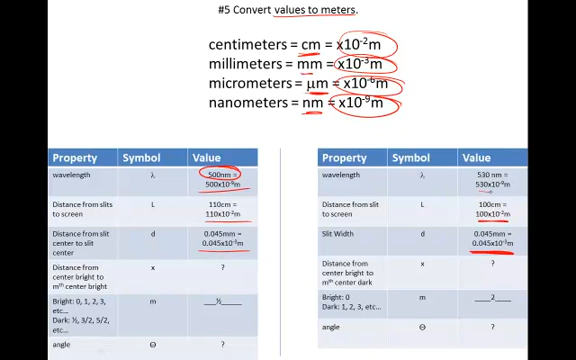 #5 Convert values to meters.
centimeters = cm = x10⁻²m
millimeters = mm = x10⁻³m
micrometers = μm = x10⁻⁶m
nanometers = nm = x10⁻⁹m
Property Symbol Value
wavelength λ 500nm =
500x10⁻⁹m
Distance from slits L 110cm =
to screen 110x10⁻²m
Distance from slit d 0.045mm =
center to slit 0.045x10⁻³m
center
Distance from x ?
center bright to
mᵗʰ center bright
Bright: 0, 1, 2, 3, m ___½_____
etc...
Dark: ½, 3/2, 5/2,
etc...
angle Θ ?
Property Symbol Value
wavelength λ 530 nm =
530x10⁻⁹m
Distance from slit L 100cm =
to screen 100x10⁻²m
Slit Width d 0.045mm =
0.045x10⁻³m
Distance from x ?
center bright to
mᵗʰ center dark
Bright: 0 m ____2____
Dark: 1, 2, 3, etc...
angle Θ ?